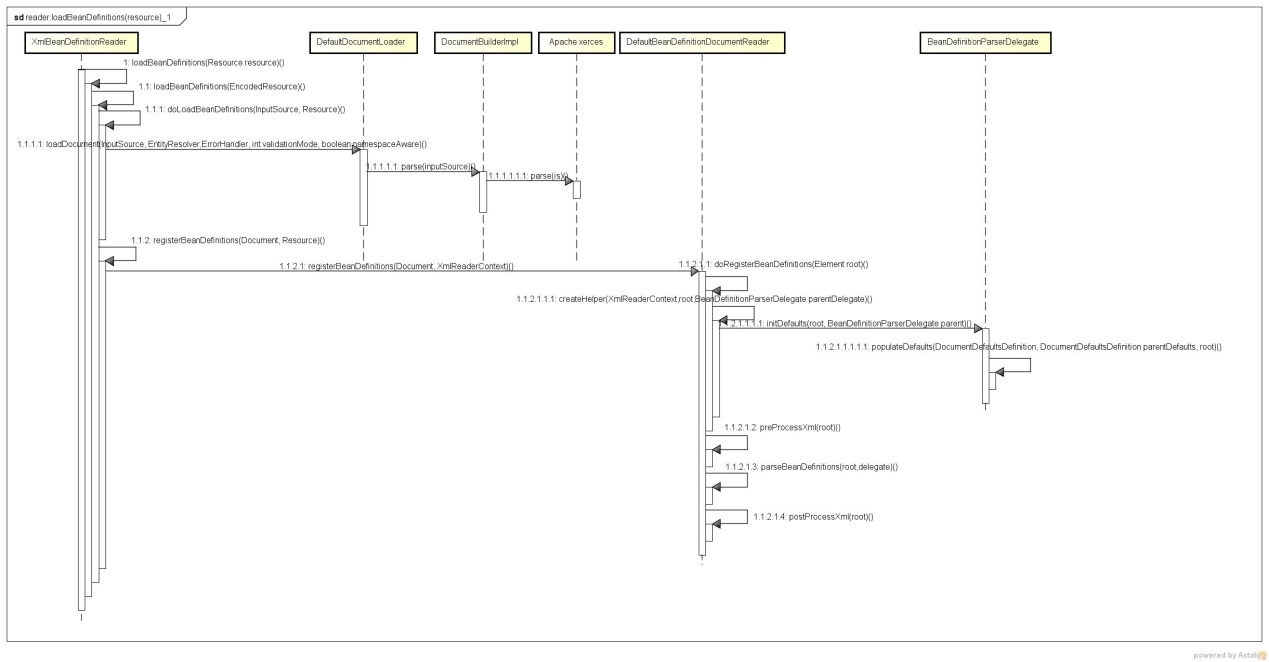 sd reader.loadBeanDefinitions(resource)_1
XmlBeanDefinitionReader
DefaultDocumentLoader
DocumentBuilderImpl
Apache xerces
DefaultBeanDefinitionDocumentReader
BeanDefinitionParserDelegate
1: loadBeanDefinitions(Resource resource)()
1.1: loadBeanDefinitions(EncodedResource)()
1.1.1: doLoadBeanDefinitions(InputSource, Resource)()
1.1.1.1: loadDocument(InputSource, EntityResolver,ErrorHandler, int validationMode, boolean namespaceAware)()
1.1.1.1.1: parse(inputSource)()
1.1.1.1.1.1: parse(is)()
1.1.2: registerBeanDefinitions(Document, Resource)()
1.1.2.1: registerBeanDefinitions(Document, XmlReaderContext)()
1.1.2.1.1: doRegisterBeanDefinitions(Element root)()
1.1.2.1.1.1: createHelper(XmlReaderContext,root,BeanDefinitionParserDelegate parentDelegate)()
.2.1.1.1.1: initDefaults(root, BeanDefinitionParserDelegate parent)()
1.1.2.1.1.1.1.1: populateDefaults(DocumentDefaultsDefinition, DocumentDefaultsDefinition parentDefaults, root)()
1.1.2.1.2: preProcessXml(root)()
1.1.2.1.3: parseBeanDefinitions(root,delegate)()
1.1.2.1.4: postProcessXml(root)()
powered by Astah